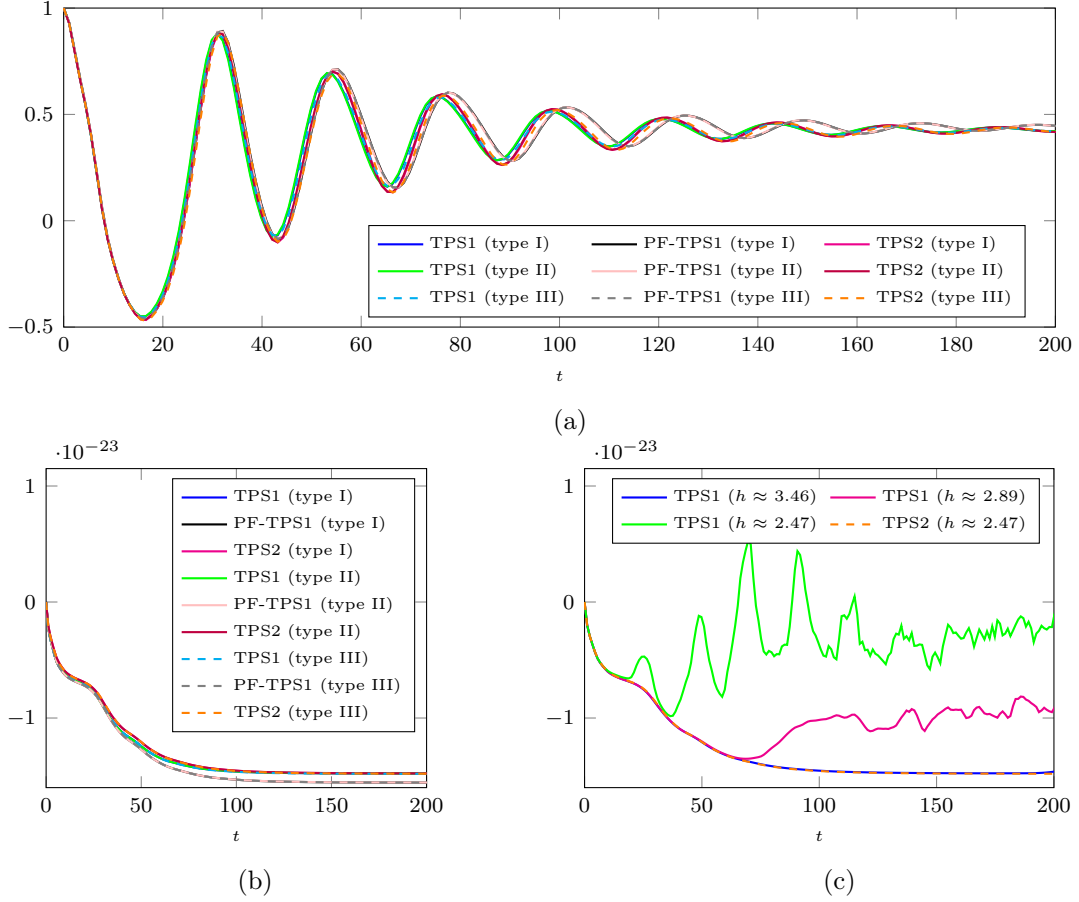 1
0.5
0
−0.5
TPS1 (type I) PF-TPS1 (type I) TPS2 (type I)
TPS1 (type II) PF-TPS1 (type II) TPS2 (type II)
TPS1 (type III) PF-TPS1 (type III) TPS2 (type III)
0 20 40 60 80 100 120 140 160 180 200
t
(a)
·10−23
1
0
−1
TPS1 (type I)
PF-TPS1 (type I)
TPS2 (type I)
TPS1 (type II)
PF-TPS1 (type II)
TPS2 (type II)
TPS1 (type III)
PF-TPS1 (type III)
TPS2 (type III)
0 50 100 150 200
t
(b)
·10−23
1
0
−1
TPS1 (h ≈ 3.46) TPS1 (h ≈ 2.89)
TPS1 (h ≈ 2.47) TPS2 (h ≈ 2.47)
0 50 100 150 200
t
(c)